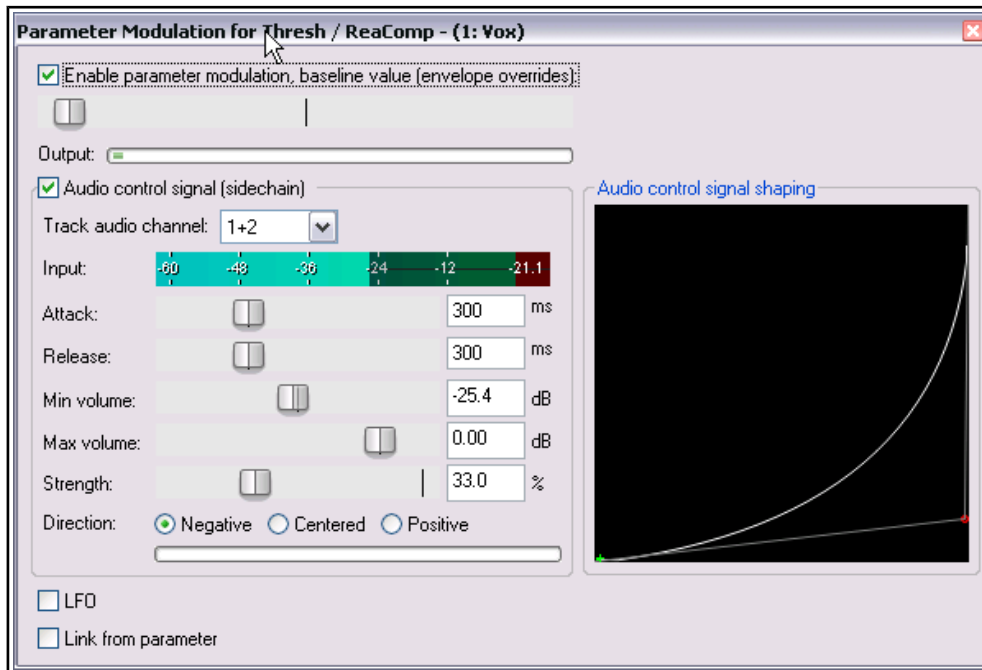 Parameter Modulation for Thresh / ReaComp - (1: Vox)
Enable parameter modulation, baseline value (envelope overrides):
Output:
Audio control signal (sidechain)
Track audio channel: 1+2
Input: -60 -48 -36 -24 -12 -21.1
Attack: 300 ms
Release: 300 ms
Min volume: -25.4 dB
Max volume: 0.00 dB
Strength: 33.0 %
Direction: Negative Centered Positive
Audio control signal shaping
LFO
Link from parameter